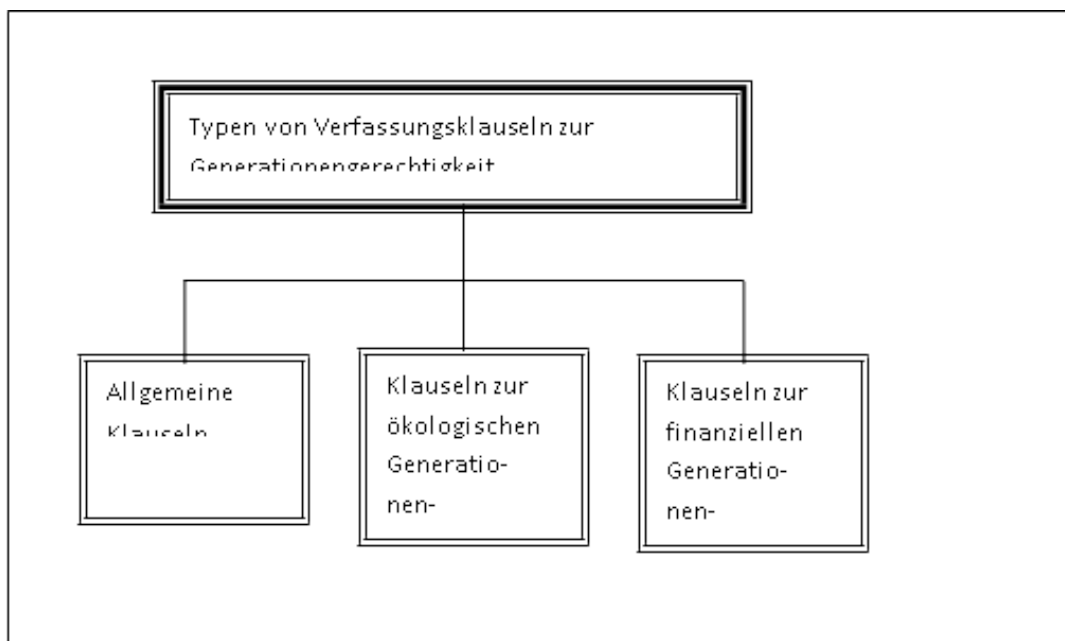 Typen von Verfassungsklauseln zur
Generationengerechtigkeit
Allgemeine
Klauseln
Klauseln zur
ökologischen
Generatio-
nen-
Klauseln zur
finanziellen
Generatio-
nen-